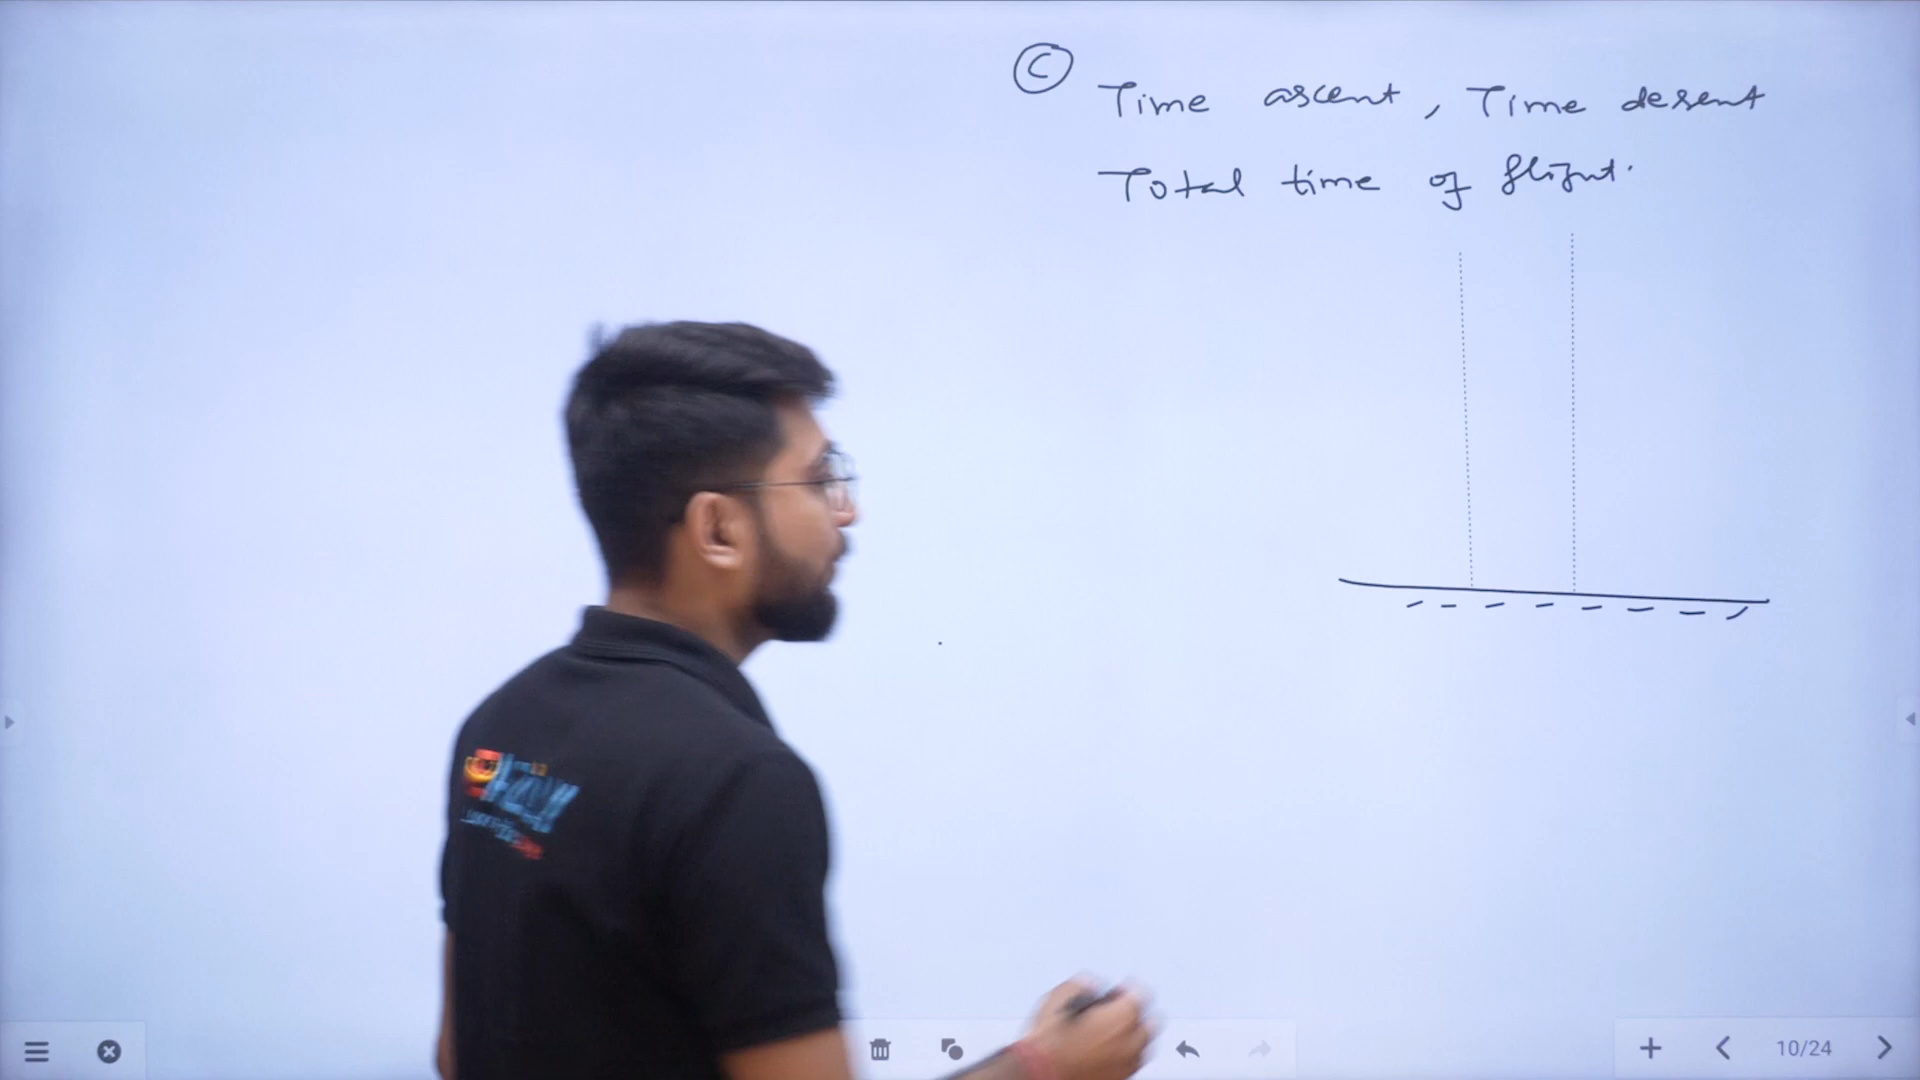 C
Time ascent, Time desent
Total time of flight.
10/24